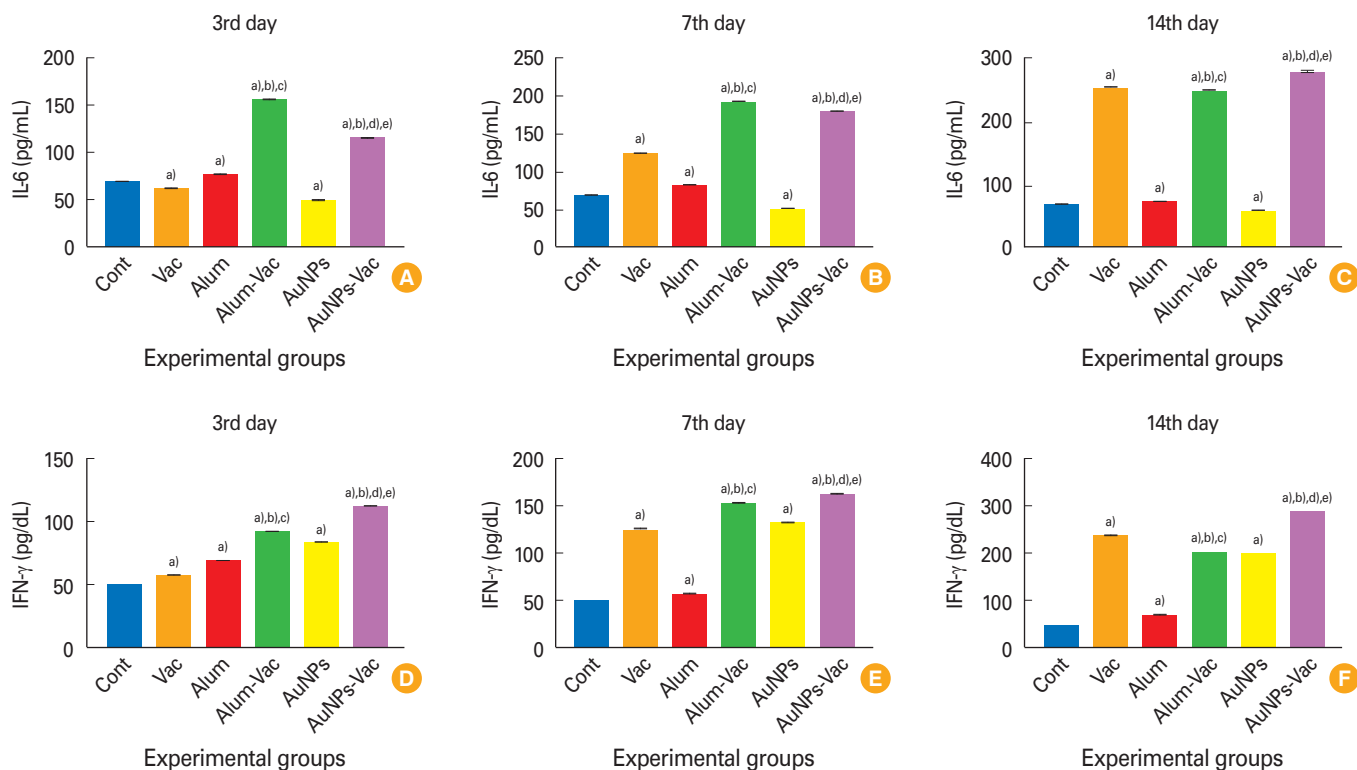 3rd day
200
150
100
50
0
IL-6 (pg/mL)
a)
a)
a),b),c)
a)
a),b),d),e)
Cont
Vac
Alum
Alum-Vac
AuNPs
AuNPs-Vac
A
Experimental groups
7th day
250
200
150
100
50
0
IL-6 (pg/mL)
a)
a)
a),b),c)
a)
a),b),d),e)
Cont
Vac
Alum
Alum-Vac
AuNPs
AuNPs-Vac
B
Experimental groups
14th day
300
200
100
0
IL-6 (pg/mL)
a)
a)
a),b),c)
a)
a),b),d),e)
Cont
Vac
Alum
Alum-Vac
AuNPs
AuNPs-Vac
C
Experimental groups
3rd day
150
100
50
0
IFN-γ (pg/dL)
a)
a)
a),b),c)
a)
a),b),d),e)
Cont
Vac
Alum
Alum-Vac
AuNPs
AuNPs-Vac
D
Experimental groups
7th day
200
150
100
50
0
IFN-γ (pg/dL)
a)
a)
a),b),c)
a)
a),b),d),e)
Cont
Vac
Alum
Alum-Vac
AuNPs
AuNPs-Vac
E
Experimental groups
14th day
400
300
200
100
0
IFN-γ (pg/dL)
a)
a)
a),b),c)
a)
a),b),d),e)
Cont
Vac
Alum
Alum-Vac
AuNPs
AuNPs-Vac
F
Experimental groups